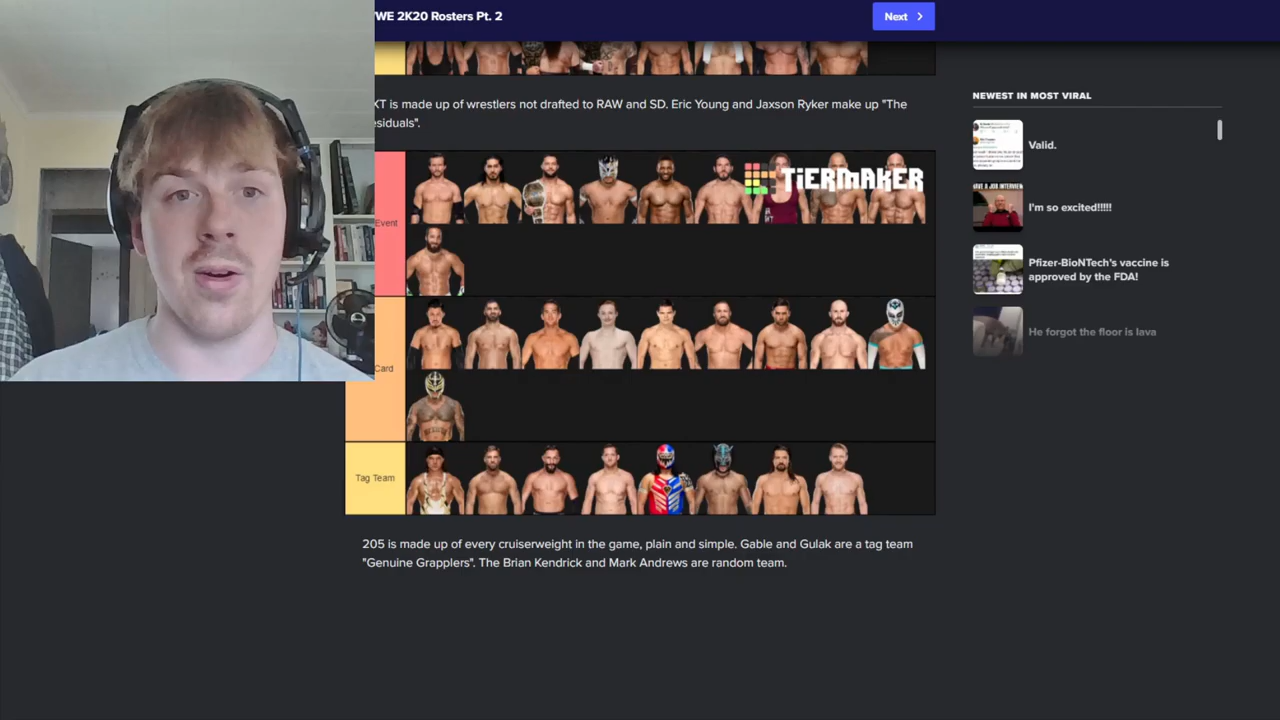 WE 2K20 Rosters Pt. 2
Next
KT is made up of wrestlers not drafted to RAW and SD. Eric Young and Jaxson Ryker make up "The
esiduals".
TIERMAKER
Event
Card
Tag Team
205 is made up of every cruiserweight in the game, plain and simple. Gable and Gulak are a tag team
"Genuine Grapplers". The Brian Kendrick and Mark Andrews are random team.
NEWEST IN MOST VIRAL
Valid.
I'm so excited!!!!!
Pfizer-BioNTech's vaccine is
approved by the FDA!
He forgot the floor is lava